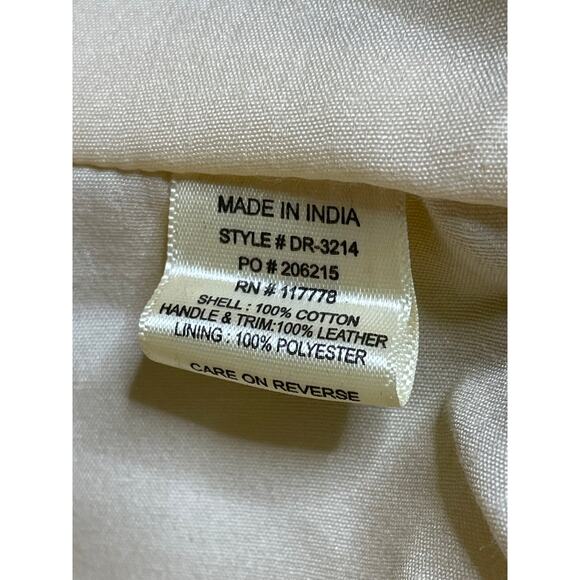 MADE IN INDIA
STYLE # DR-3214
PO # 206215
RN # 117778
SHELL : 100% COTTON
HANDLE & TRIM:100% LEATHER
LINING : 100% POLYESTER
CARE ON REVERSE